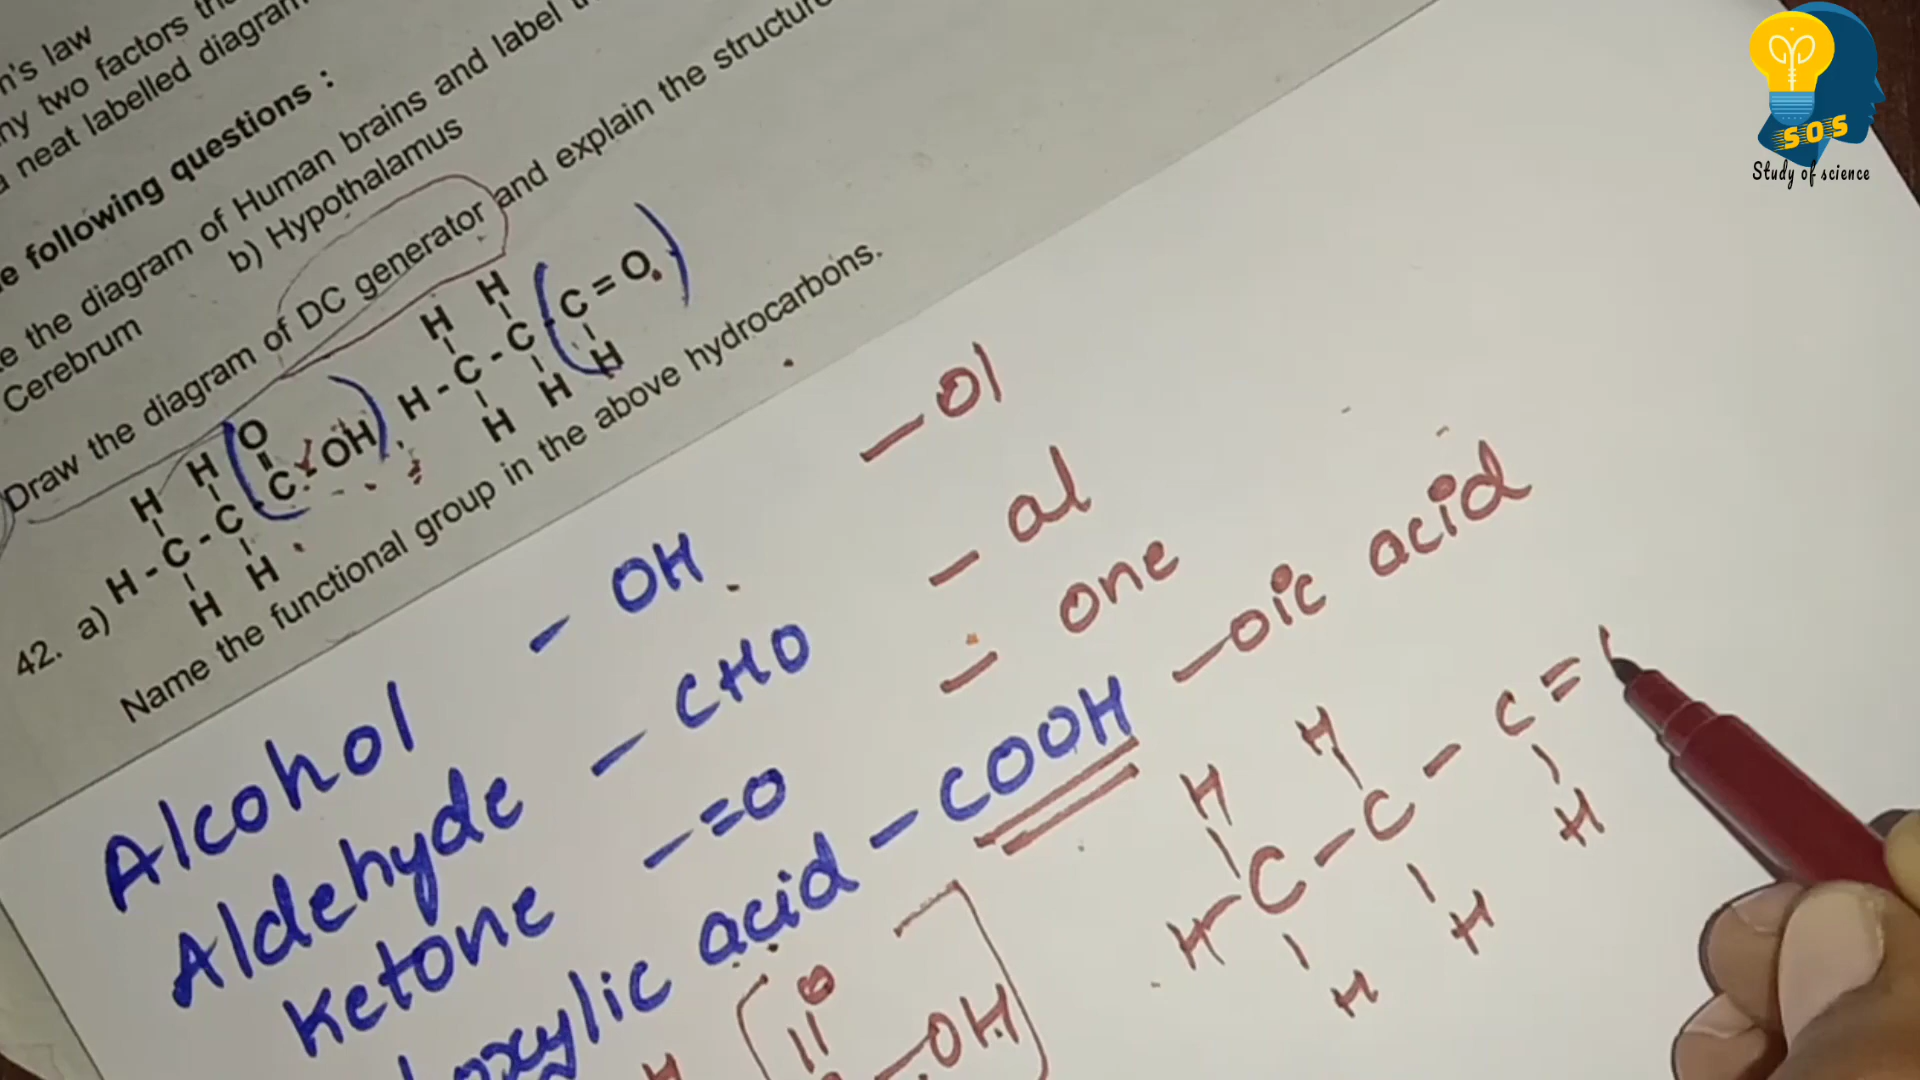 n's law
ny two factors
a neat labelled diagram
e following questions :
e the diagram of Human brains and label
Cerebrum b) Hypothalamus
Draw the diagram of DC generator and explain the structure
42. a)
H H O
H - C - C - C - OH ,
H H
H H
H - C - C - C = O
H H H
Name the functional group in the above hydrocarbons.
Alcohol - OH - Ol
Aldehyde - CHO - al
Ketone - =O - one
oxylic acid - COOH - oic acid
O
- OH
H
H H
H - C - C - C =
H H H
SOS
Study of science